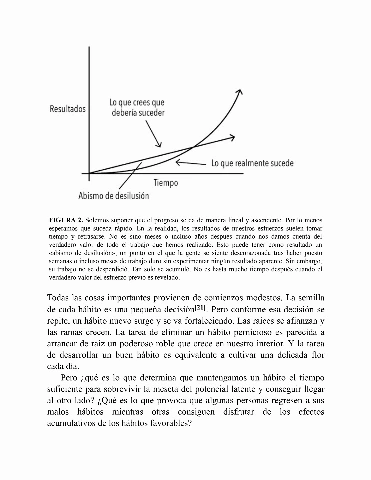 Resultados
Lo que crees que
debería suceder
Lo que realmente sucede
Tiempo
Abismo de desilusión
FIGURA 2. Solemos suponer que el progreso se da de manera lineal y ascendente. Por lo menos
esperamos que suceda rápido. En la realidad, los resultados de nuestros esfuerzos suelen tomar
tiempo y retrasarse. No es sino meses o incluso años después cuando nos damos cuenta del
verdadero valor de todo el trabajo que hemos realizado. Esto puede tener como resultado un
«abismo de desilusión», un punto en el que la gente se siente desanimada tras haber puesto
semanas o incluso meses de trabajo duro sin experimentar ningún resultado aparente. Sin embargo,
su trabajo no se desperdició. Tan solo se acumuló. No es hasta mucho tiempo después cuando el
verdadero valor del esfuerzo previo es revelado.
Todas las cosas importantes provienen de comienzos modestos. La semilla
de cada hábito es una pequeña decisión[31]. Pero conforme esa decisión se
repite, un hábito nuevo surge y se va fortaleciendo. Las raíces se afianzan y
las ramas crecen. La tarea de eliminar un hábito pernicioso es parecida a
arrancar de raíz un poderoso roble que crece en nuestro interior. Y la tarea
de desarrollar un buen hábito es equivalente a cultivar una delicada flor
cada día.
Pero ¿qué es lo que determina que mantengamos un hábito el tiempo
suficiente para sobrevivir la meseta del potencial latente y conseguir llegar
al otro lado? ¿Qué es lo que provoca que algunas personas regresen a sus
malos hábitos mientras otras consiguen disfrutar de los efectos
acumulativos de los hábitos favorables?